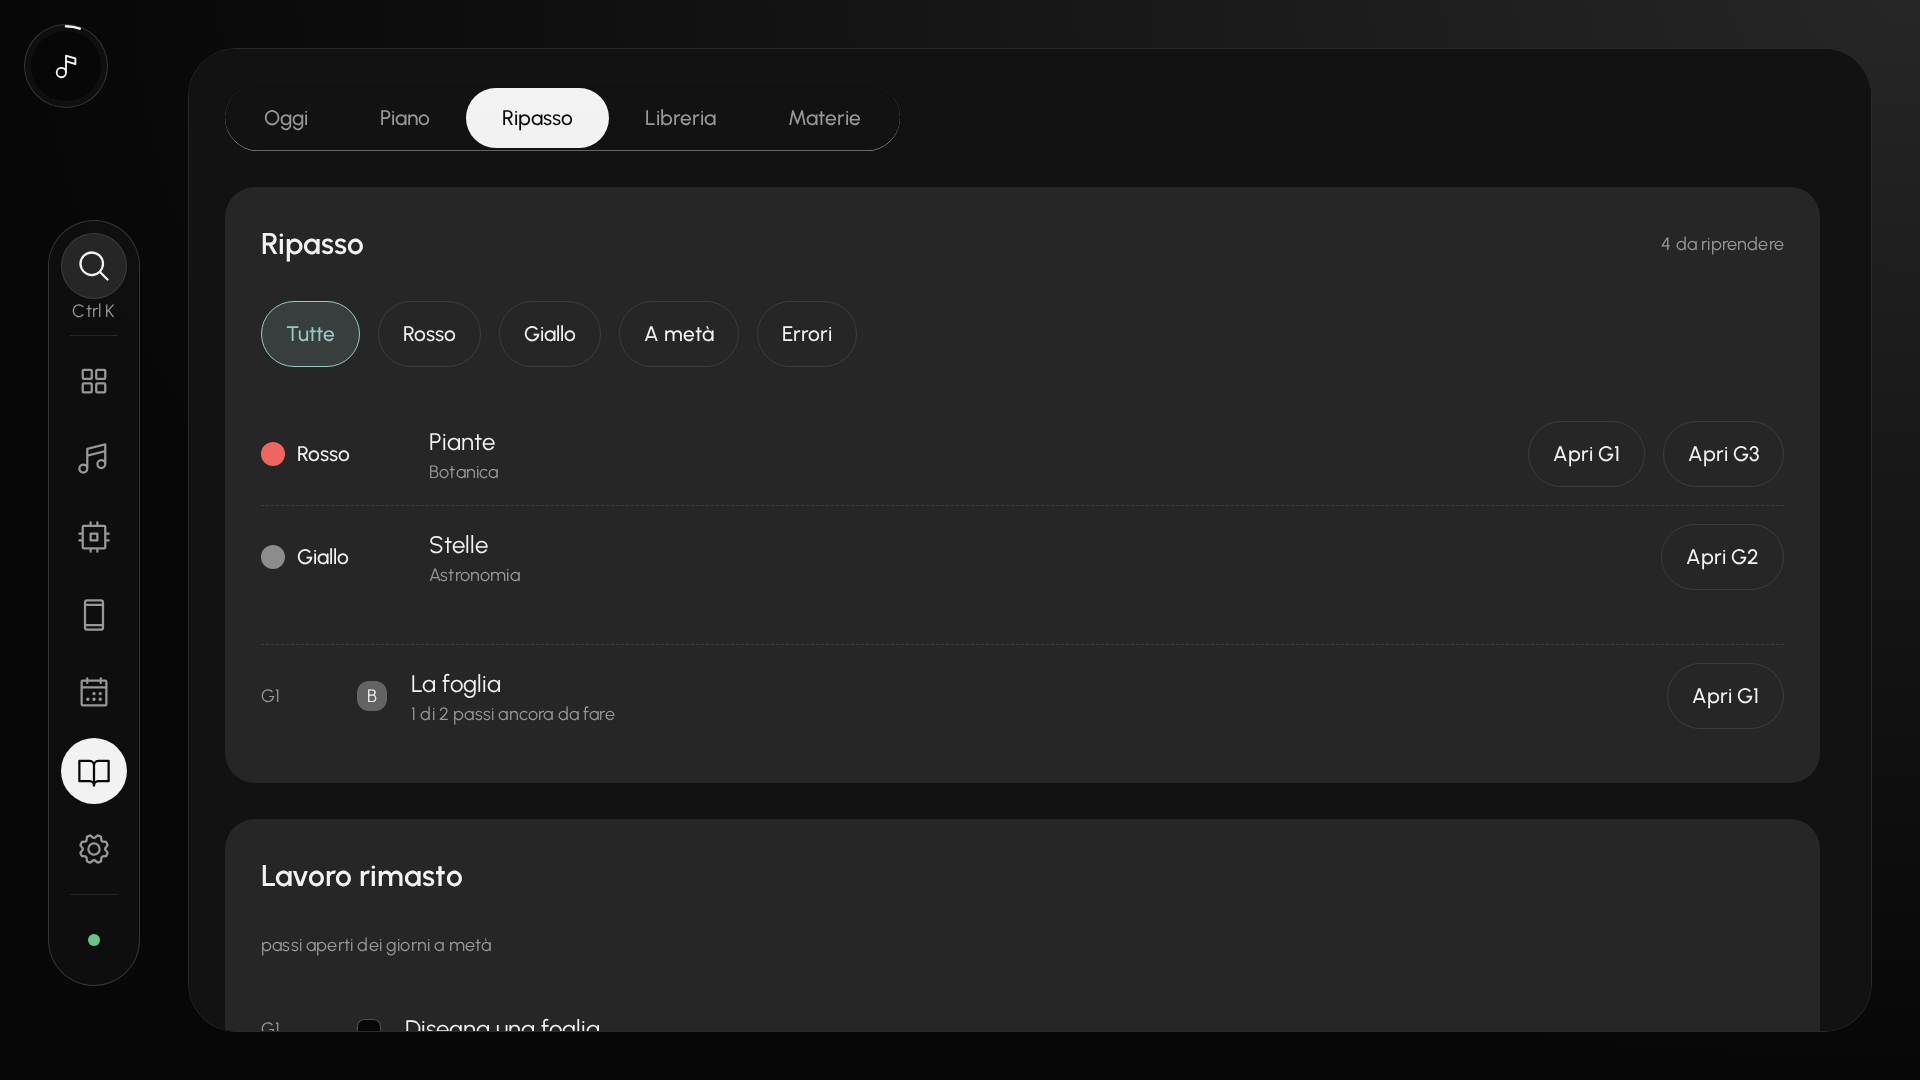 Oggi
Piano
Ripasso
Libreria
Materie
Ctrl K
Ripasso
4 da riprendere
Tutte
Rosso
Giallo
A metà
Errori
Rosso
Piante
Botanica
Apri G1
Apri G3
Giallo
Stelle
Astronomia
Apri G2
G1
B
La foglia
1 di 2 passi ancora da fare
Apri G1
Lavoro rimasto
passi aperti dei giorni a metà
G1
Disegna una foglia